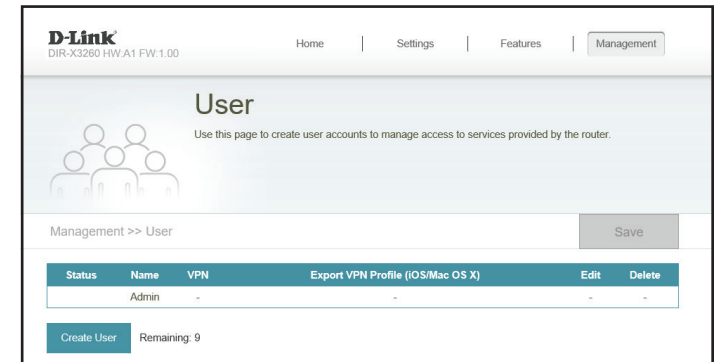 D-Link
DIR-X3260 HW:A1 FW:1.00
Home | Settings | Features | Management
User
Use this page to create user accounts to manage access to services provided by the router.
Management >> User
Save
Status Name VPN Export VPN Profile (iOS/Mac OS X) Edit Delete
Admin - - - -
Create User Remaining: 9